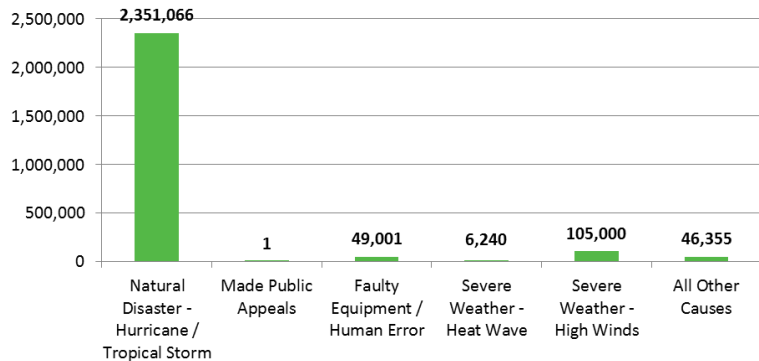 2,500,000
2,000,000
1,500,000
1,000,000
500,000
0
2,351,066
1
49,001
6,240
105,000
46,355
Natural
Disaster -
Hurricane /
Tropical Storm
Made Public
Appeals
Faulty
Equipment /
Human Error
Severe
Weather -
Heat Wave
Severe
Weather -
High Winds
All Other
Causes